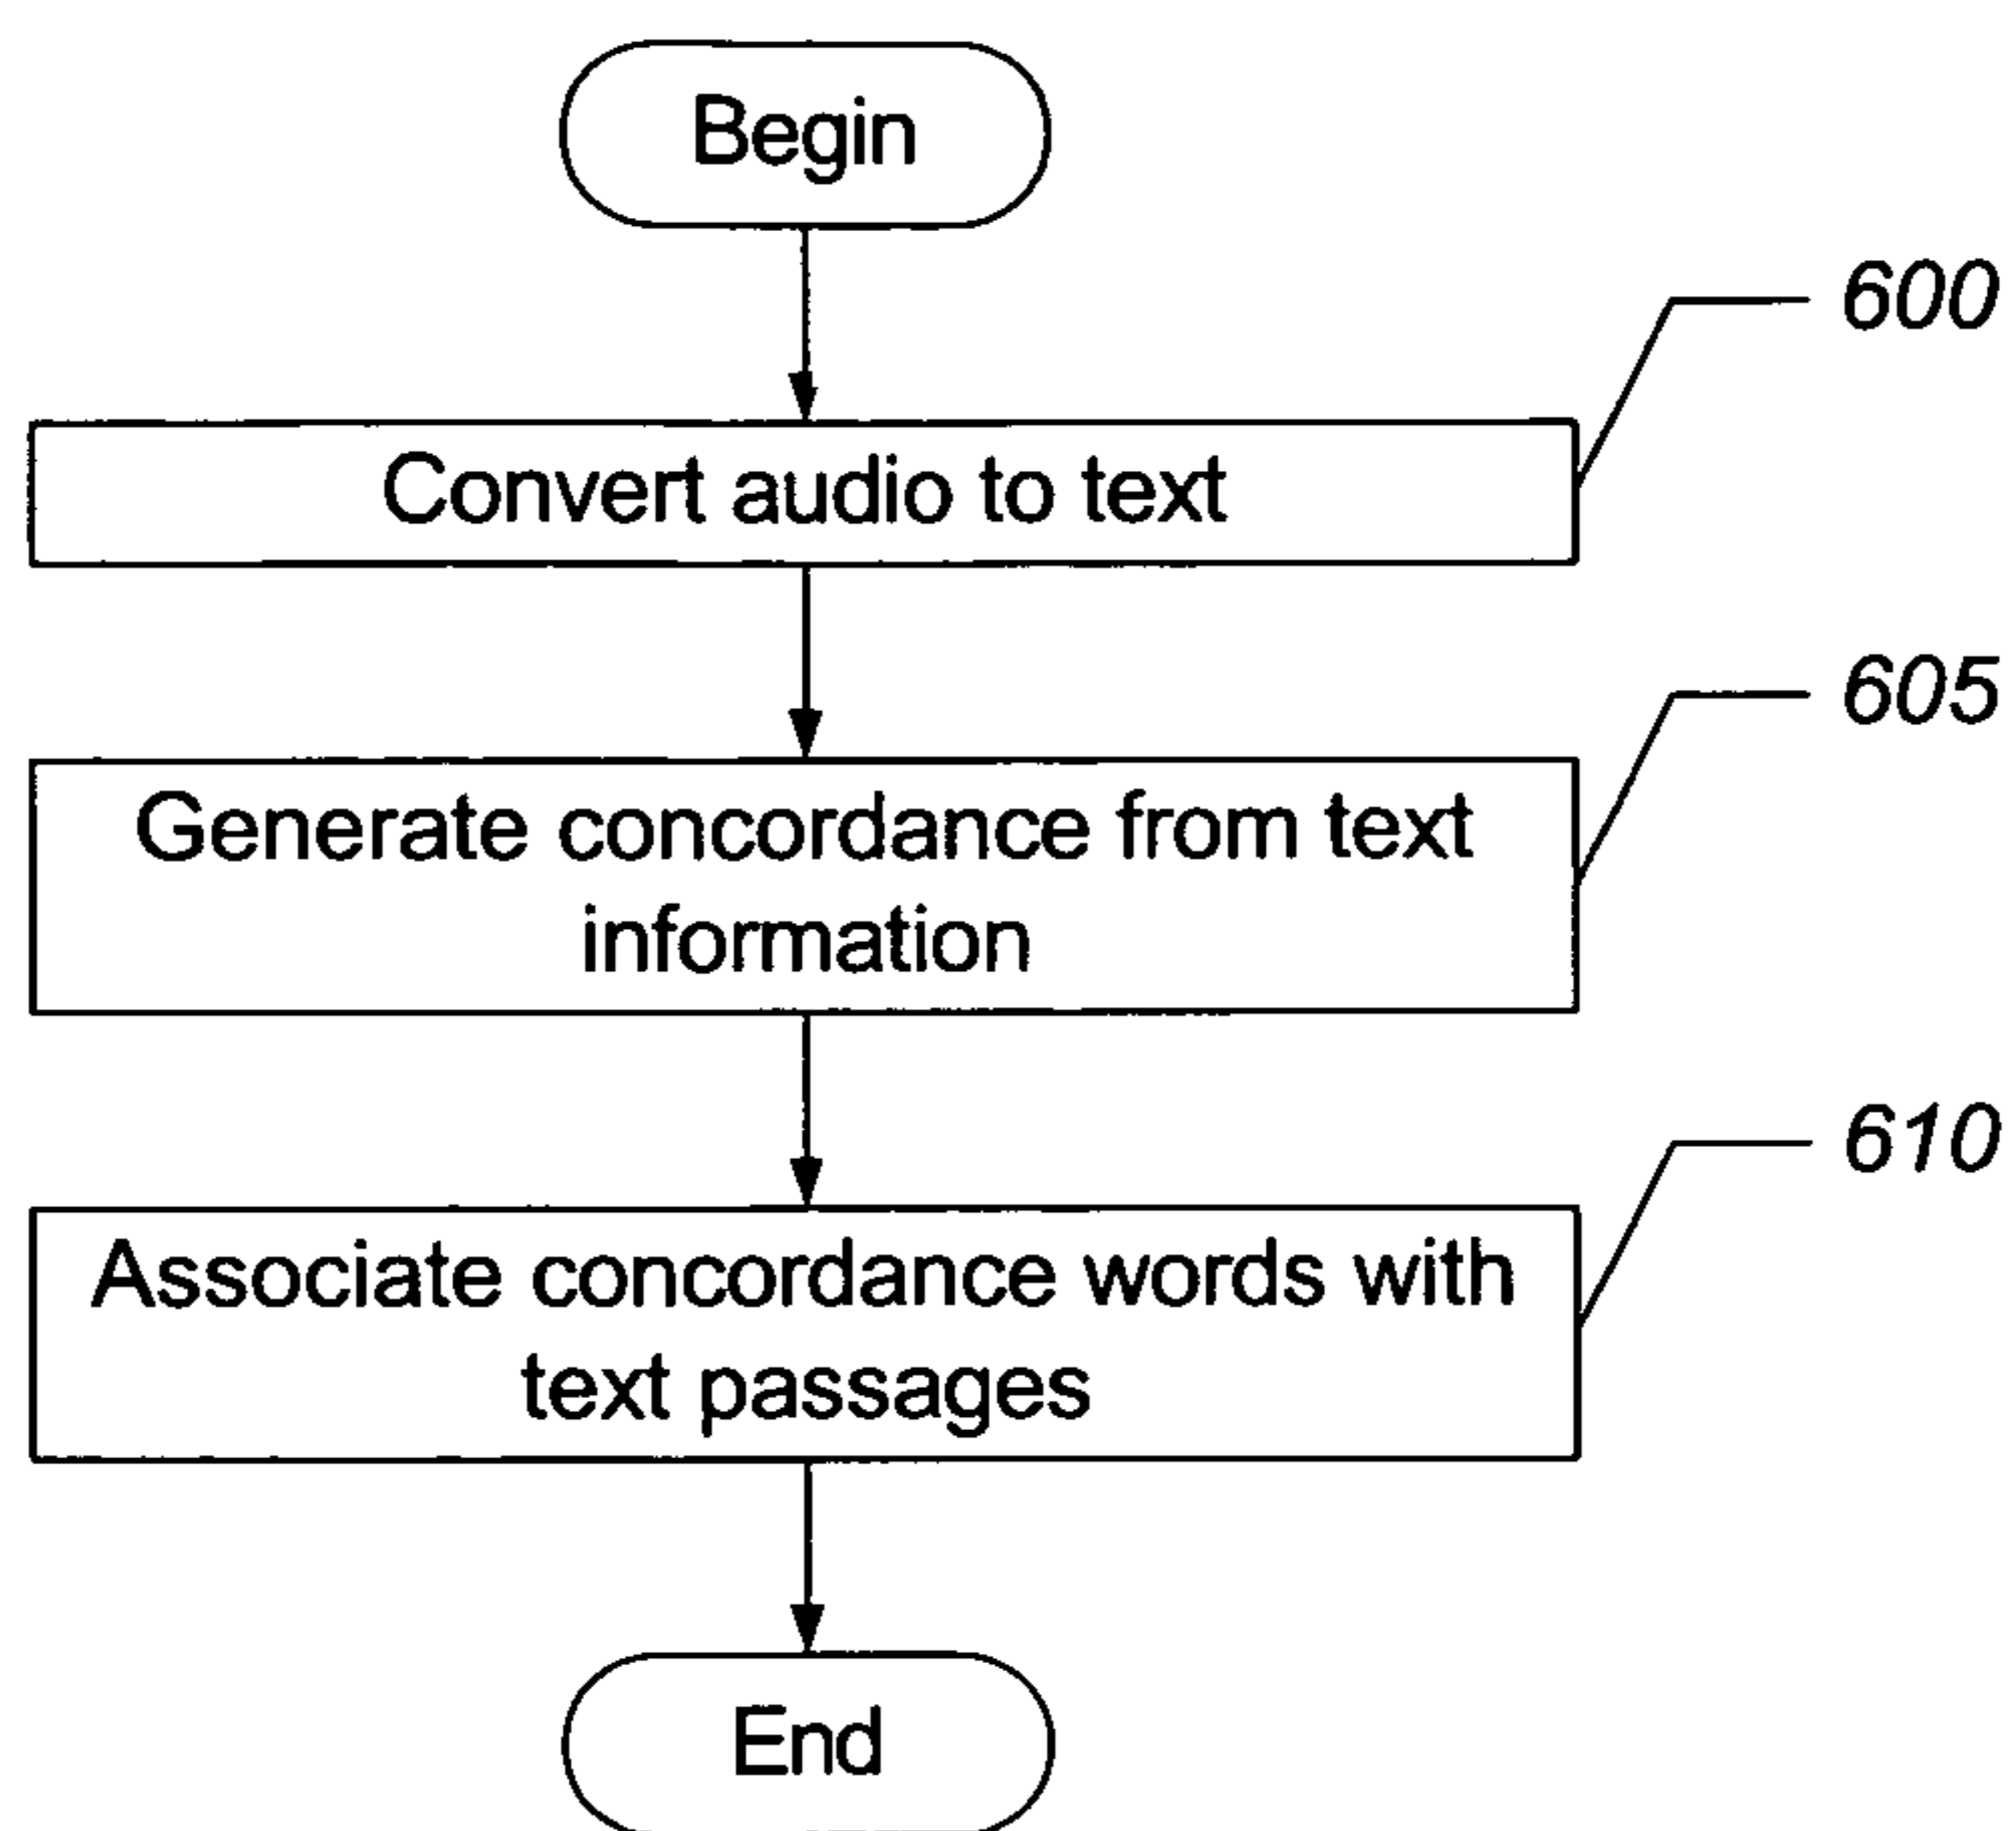 Begin
600
Convert audio to text
605
Generate concordance from text
information
610
Associate concordance words with
text passages
End